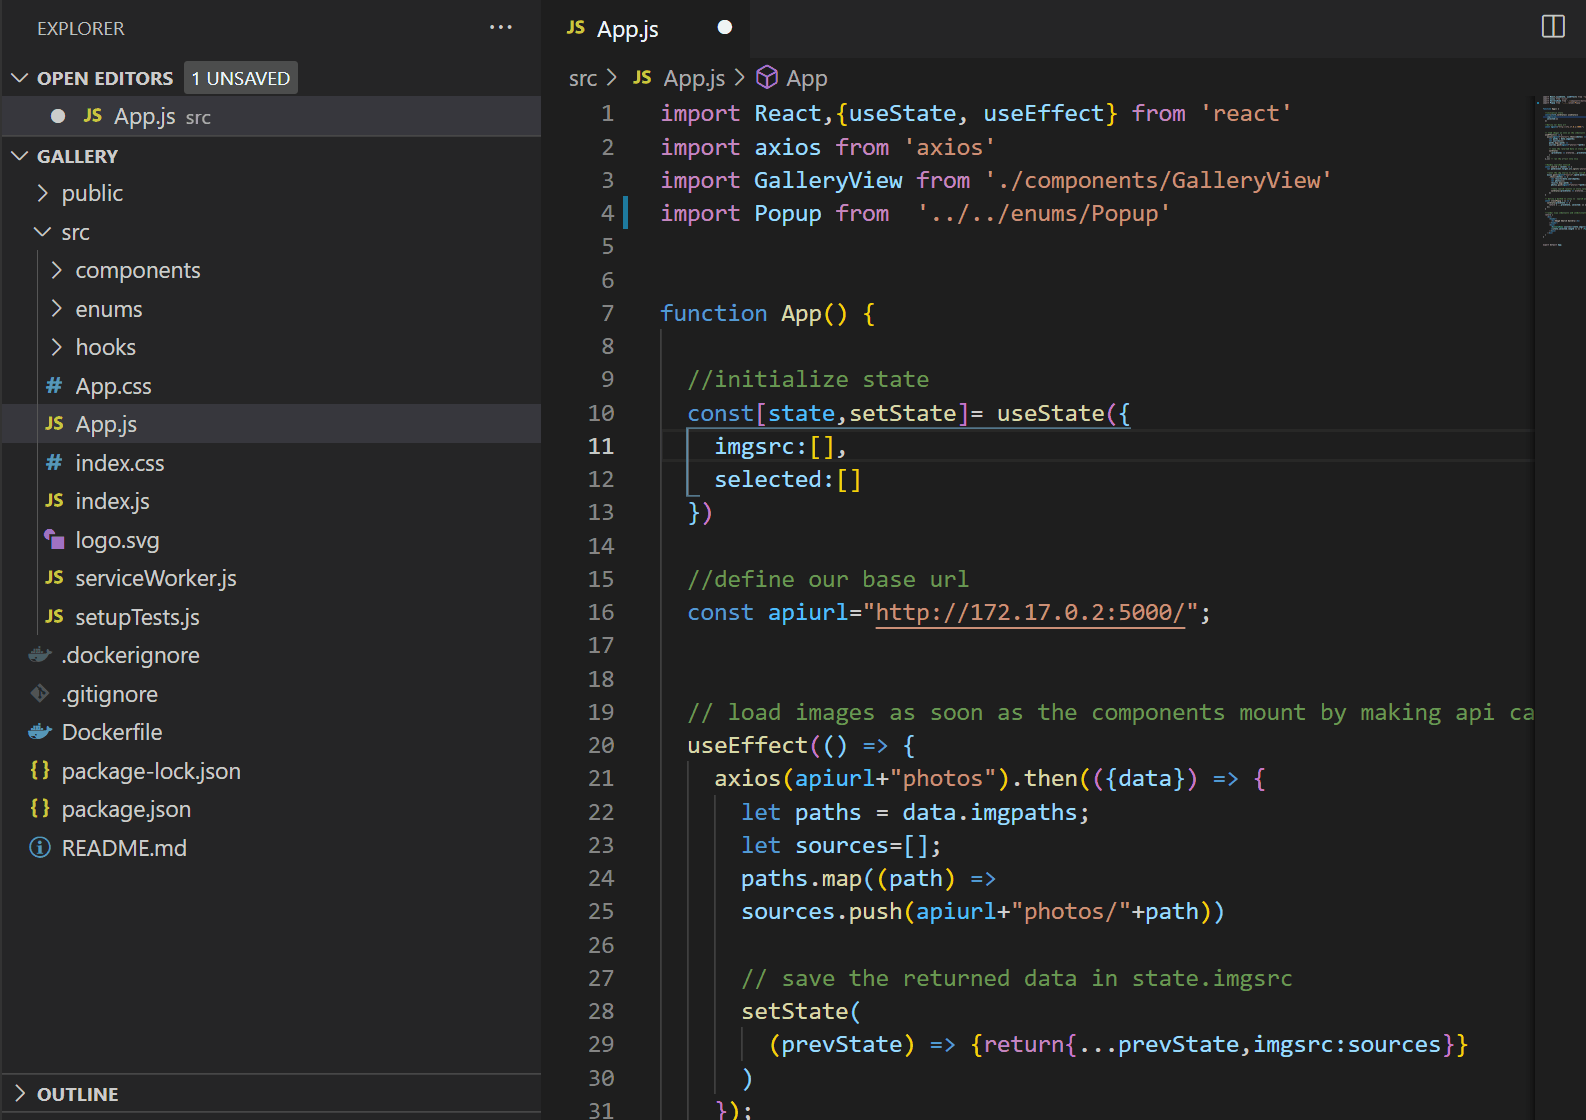 EXPLORER
OPEN EDITORS 1 UNSAVED
JS App.js src
GALLERY
public
src
components
enums
hooks
# App.css
JS App.js
# index.css
JS index.js
logo.svg
JS serviceWorker.js
JS setupTests.js
.dockerignore
.gitignore
Dockerfile
{} package-lock.json
{} package.json
README.md
OUTLINE
JS App.js
src > JS App.js > App
1 import React,{useState, useEffect} from 'react'
2 import axios from 'axios'
3 import GalleryView from './components/GalleryView'
4 import Popup from  '../../enums/Popup'
5
6
7 function App() {
8
9 //initialize state
10 const[state,setState]= useState({
11 imgsrc:[],
12 selected:[]
13 })
14
15 //define our base url
16 const apiurl="http://172.17.0.2:5000/";
17
18
19 // load images as soon as the components mount by making api ca
20 useEffect(() => {
21 axios(apiurl+"photos").then(({data}) => {
22 let paths = data.imgpaths;
23 let sources=[];
24 paths.map((path) =>
25 sources.push(apiurl+"photos/"+path))
26
27 // save the returned data in state.imgsrc
28 setState(
29 (prevState) => {return{...prevState,imgsrc:sources}}
30 )
31 });